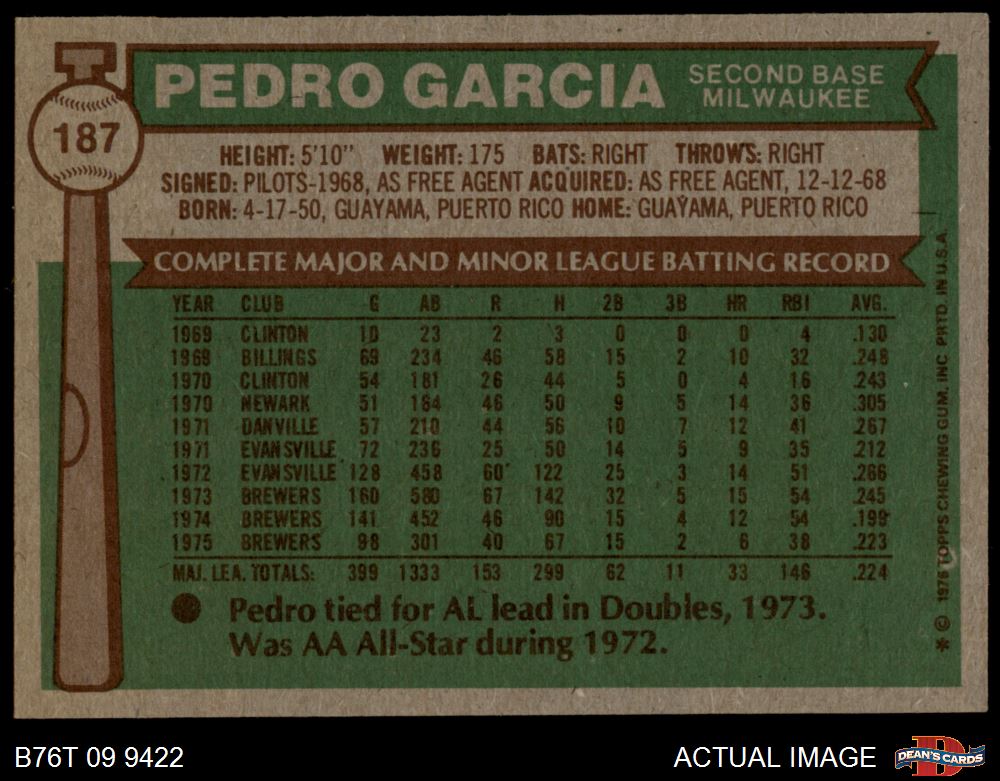 187
PEDRO GARCIA SECOND BASE
MILWAUKEE
HEIGHT: 5'10" WEIGHT: 175 BATS: RIGHT THROWS: RIGHT
SIGNED: PILOTS-1968, AS FREE AGENT ACQUIRED: AS FREE AGENT, 12-12-68
BORN: 4-17-50, GUAYAMA, PUERTO RICO HOME: GUAYAMA, PUERTO RICO
COMPLETE MAJOR AND MINOR LEAGUE BATTING RECORD
YEAR CLUB G AB R H 2B 3B HR RBI AVG.
1969 CLINTON 10 23 2 3 0 0 0 4 .130
1969 BILLINGS 69 234 46 58 15 2 10 32 .248
1970 CLINTON 54 181 26 44 5 0 4 16 .243
1970 NEWARK 51 164 46 50 9 5 14 36 .305
1971 DANVILLE 57 210 44 56 10 7 12 41 .267
1971 EVANSVILLE 72 236 25 50 14 5 9 35 .212
1972 EVANSVILLE 128 458 60 122 25 3 14 51 .266
1973 BREWERS 160 580 67 142 32 5 15 54 .245
1974 BREWERS 141 452 46 90 15 4 12 54 .199
1975 BREWERS 98 301 40 67 15 2 6 38 .223
MAJ. LEA. TOTALS: 399 1333 153 299 62 11 33 146 .224
Pedro tied for AL lead in Doubles, 1973.
Was AA All-Star during 1972.
* © 1976 TOPPS CHEWING GUM, INC. PRTD. IN U.S.A.
B76T 09 9422 ACTUAL IMAGE DEAN'S CARDS